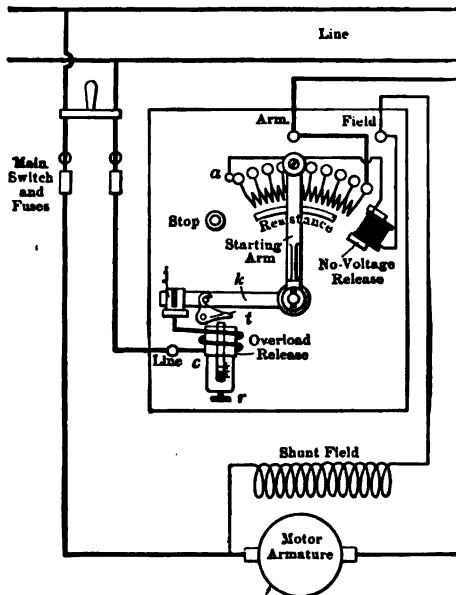 Line
Arm.
Field
Main
Switch
and
Fuses
a
Stop
Resistance
Starting
Arm
No-Voltage
Release
j
k
t
Overload
Release
Line
c
r
Shunt Field
Motor
Armature